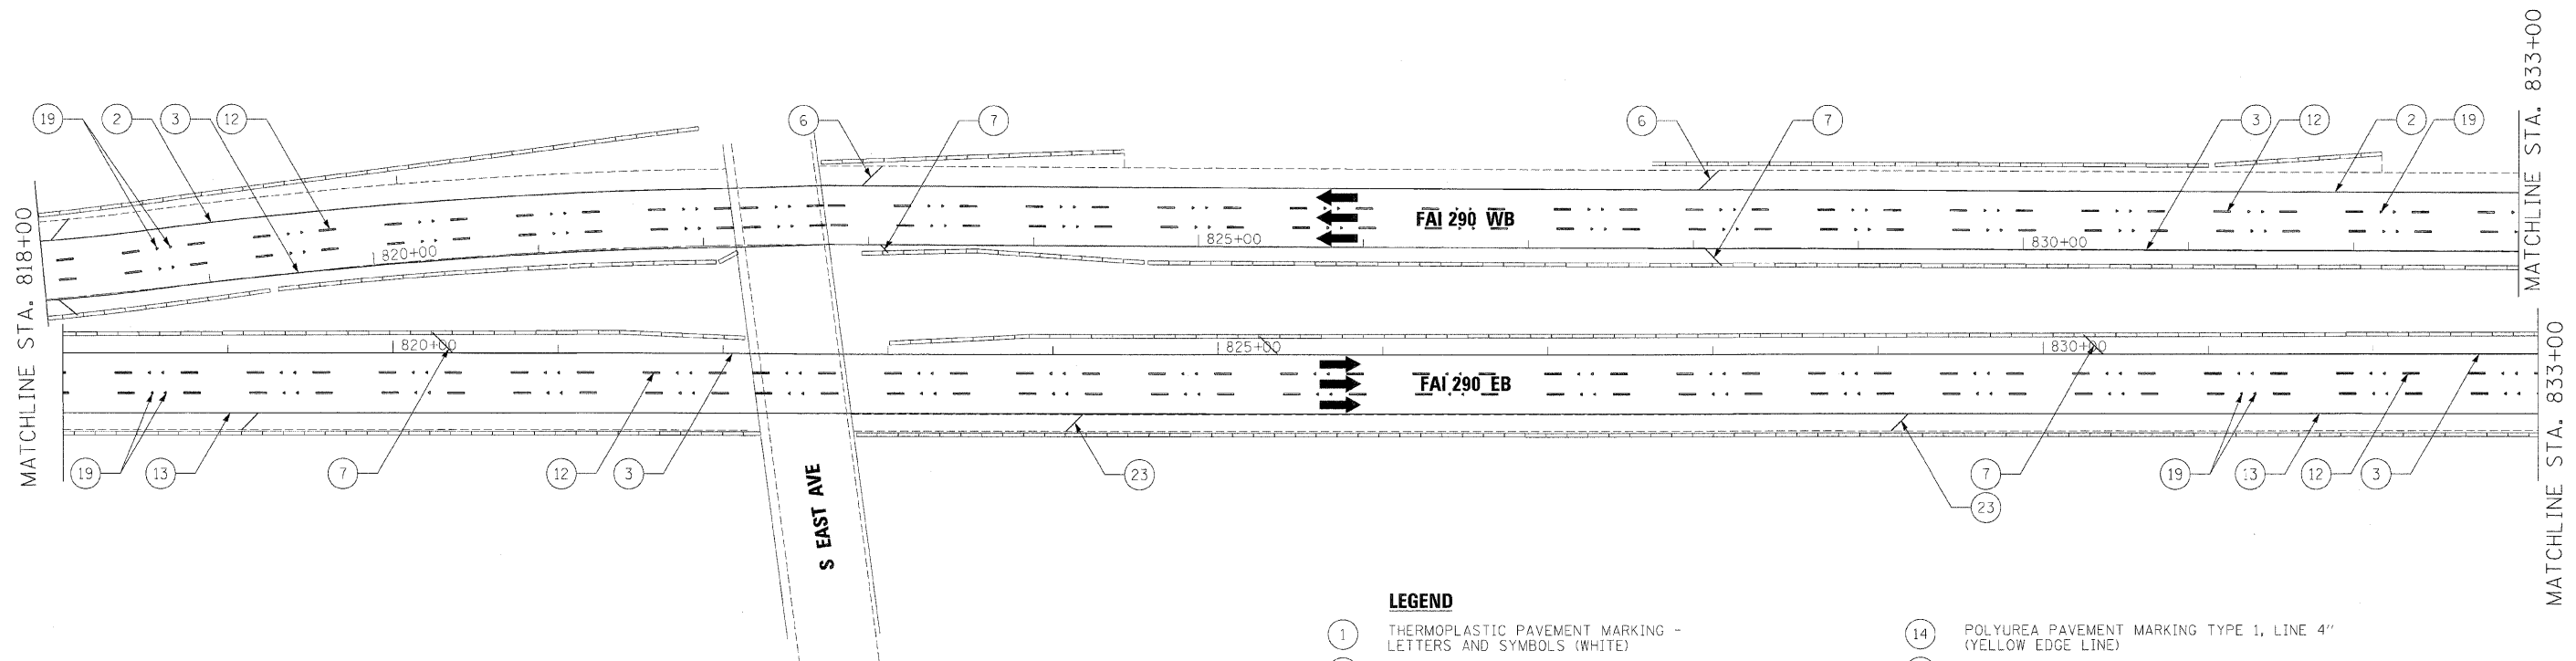 MATCHLINE STA. 833+00
19 2 3 12 6 7 6 7 3 12 2 19
FAI 290 WB
820+00 825+00 830+00
MATCHLINE STA. 818+00
820+00 825+00 830+00
FAI 290 EB
MATCHLINE STA. 833+00
19 13 7 12 3 23 7 19 13 12 3
23
S EAST AVE
LEGEND
1 THERMOPLASTIC PAVEMENT MARKING -
LETTERS AND SYMBOLS (WHITE)
14 POLYUREA PAVEMENT MARKING TYPE 1, LINE 4"
(YELLOW EDGE LINE)